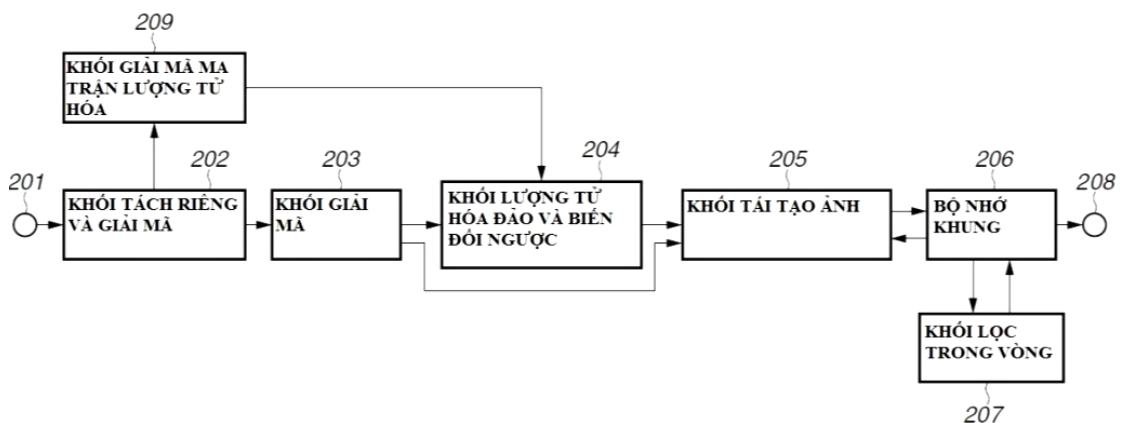 209
KHỐI GIẢI MÃ MA
TRẬN LƯỢNG TỬ
HÓA
201
202
KHỐI TÁCH RIÊNG
VÀ GIẢI MÃ
203
KHỐI GIẢI
MÃ
204
KHỐI LƯỢNG TỬ
HÓA ĐẢO VÀ BIẾN
ĐỔI NGƯỢC
205
KHỐI TÁI TẠO ẢNH
206
BỘ NHỚ
KHUNG
208
KHỐI LỌC
TRONG VÒNG
207